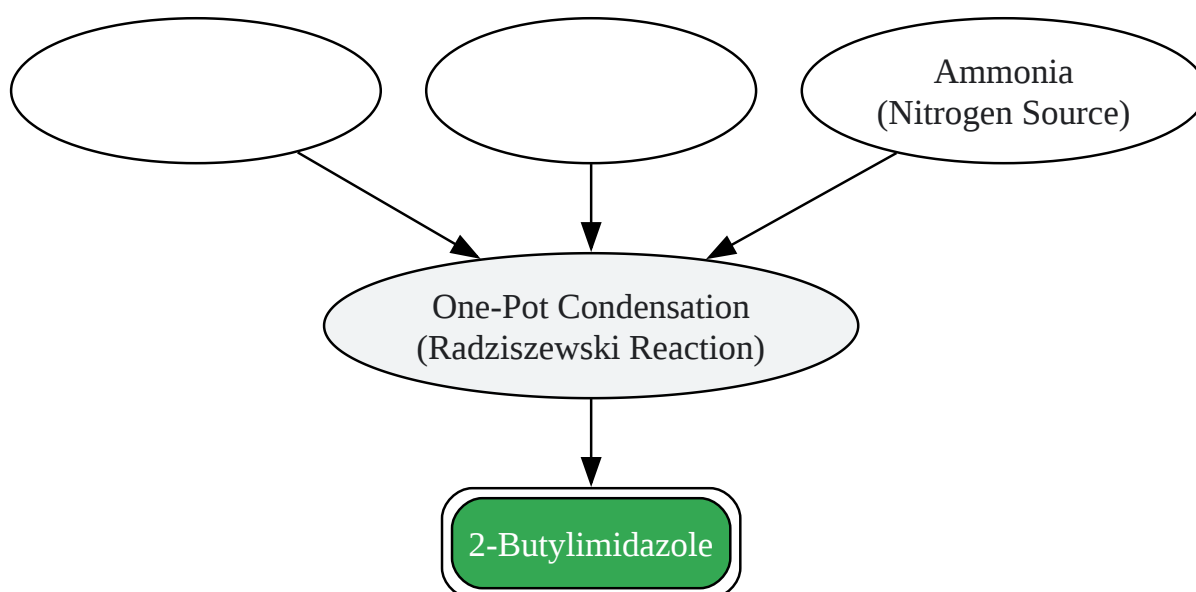 Ammonia
(Nitrogen Source)
One-Pot Condensation
(Radziszewski Reaction)
2-Butylimidazole